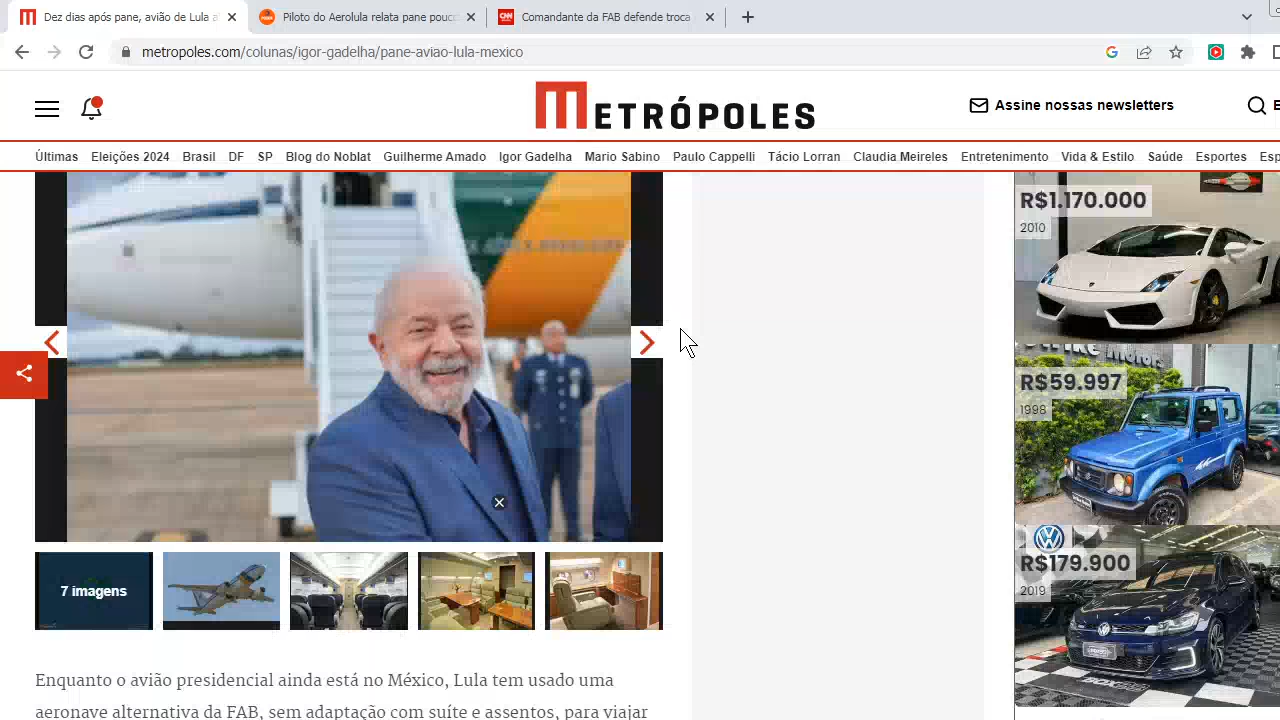 Dez dias após pane, avião de Lula a
Piloto do Aerolula relata pane pouc
Comandante da FAB defende troca
metropoles.com/colunas/igor-gadelha/pane-aviao-lula-mexico
METRÓPOLES
Assine nossas newsletters
Últimas Eleições 2024 Brasil DF SP Blog do Noblat Guilherme Amado Igor Gadelha Mario Sabino Paulo Cappelli Tácio Lorran Claudia Meireles Entretenimento Vida & Estilo Saúde Esportes Esp
R$1.170.000
2010
R$59.997
1998
R$179.900
2019
7 imagens
Enquanto o avião presidencial ainda está no México, Lula tem usado uma
aeronave alternativa da FAB, sem adaptação com suíte e assentos, para viajar